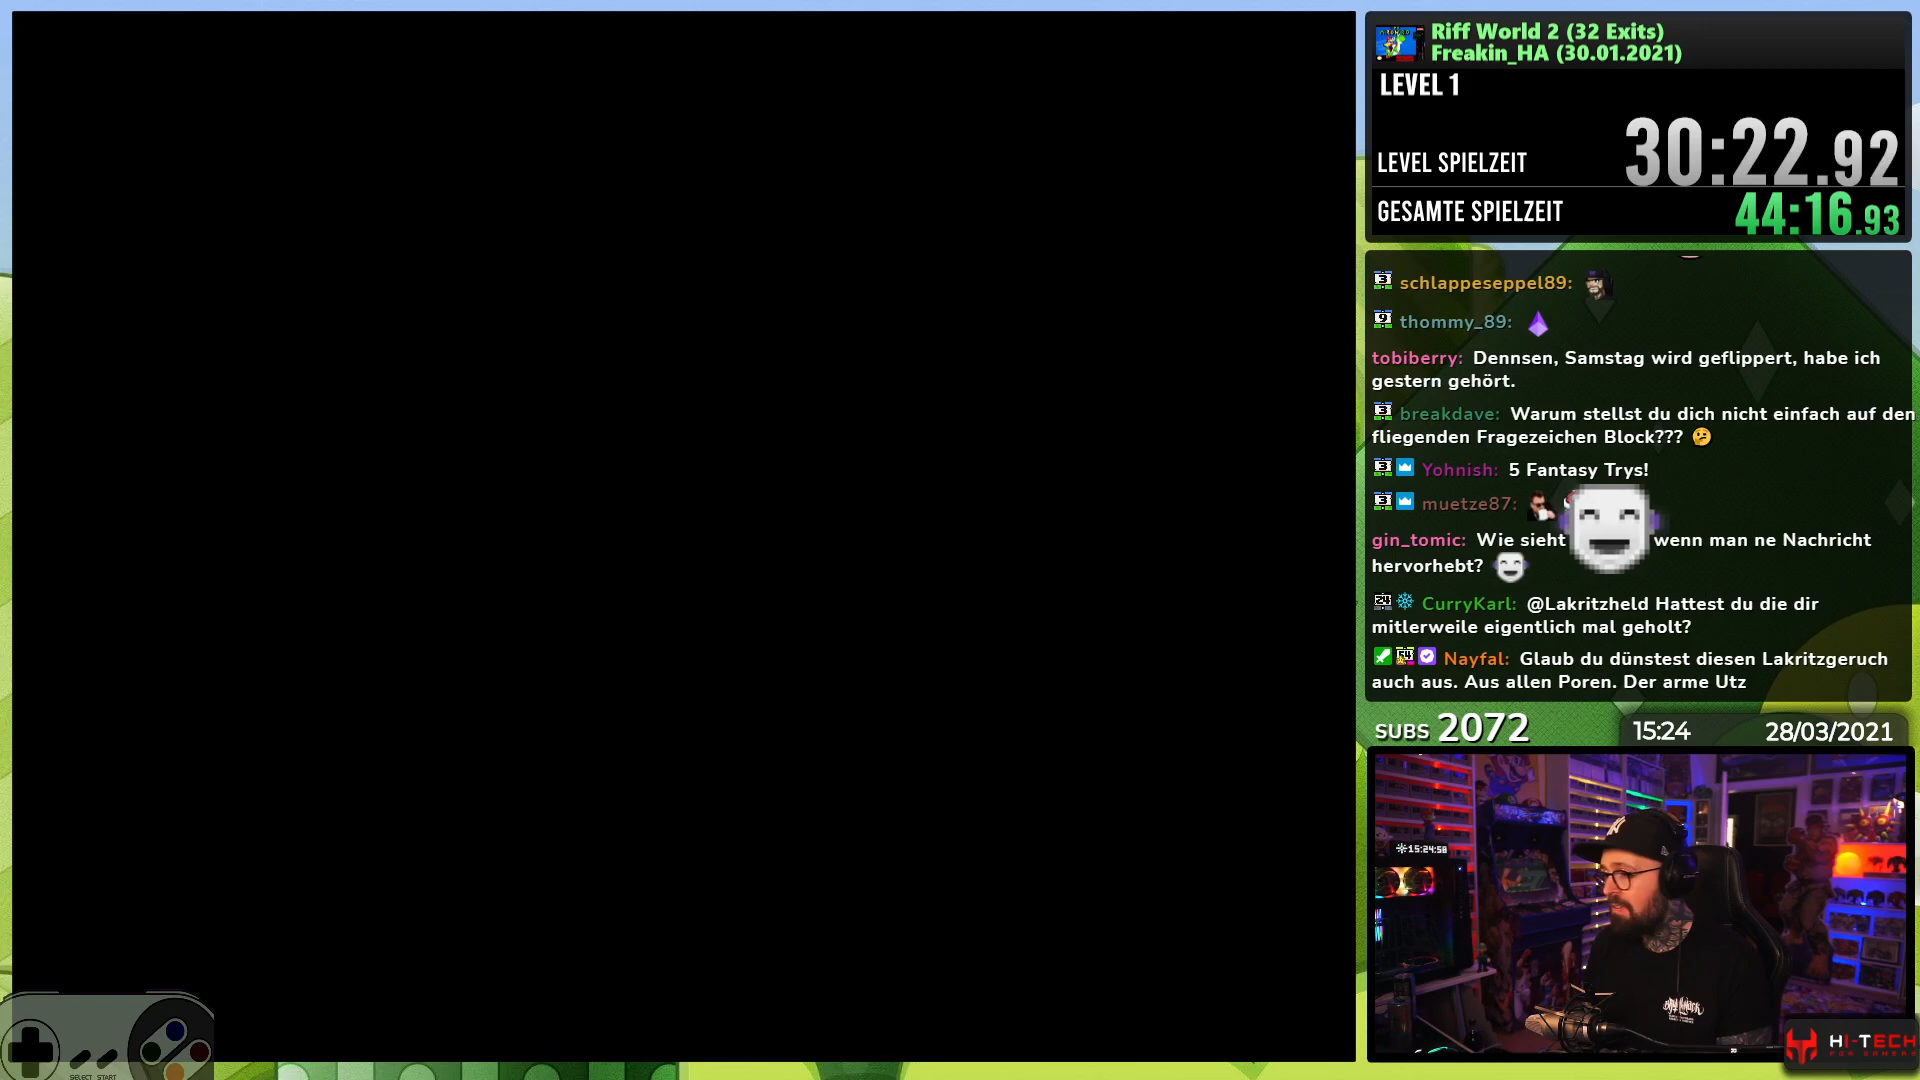 Riff World 2 (32 Exits)
Freakin_HA (30.01.2021)
LEVEL 1
LEVEL SPIELZEIT 30:22.92
GESAMTE SPIELZEIT 44:16.93
schlappeseppel89:
thommy_89:
tobiberry: Dennsen, Samstag wird geflippert, habe ich
gestern gehört.
breakdave: Warum stellst du dich nicht einfach auf den
fliegenden Fragezeichen Block???
Yohnish: 5 Fantasy Trys!
muetze87:
gin_tomic: Wie sieht wenn man ne Nachricht
hervorhebt?
CurryKarl: @Lakritzheld Hattest du die dir
mitlerweile eigentlich mal geholt?
Nayfal: Glaub du dünstest diesen Lakritzgeruch
auch aus. Aus allen Poren. Der arme Utz
SUBS 2072 15:24 28/03/2021
15:24:58
HI-TECH
FOR GAMERS
SELECT START